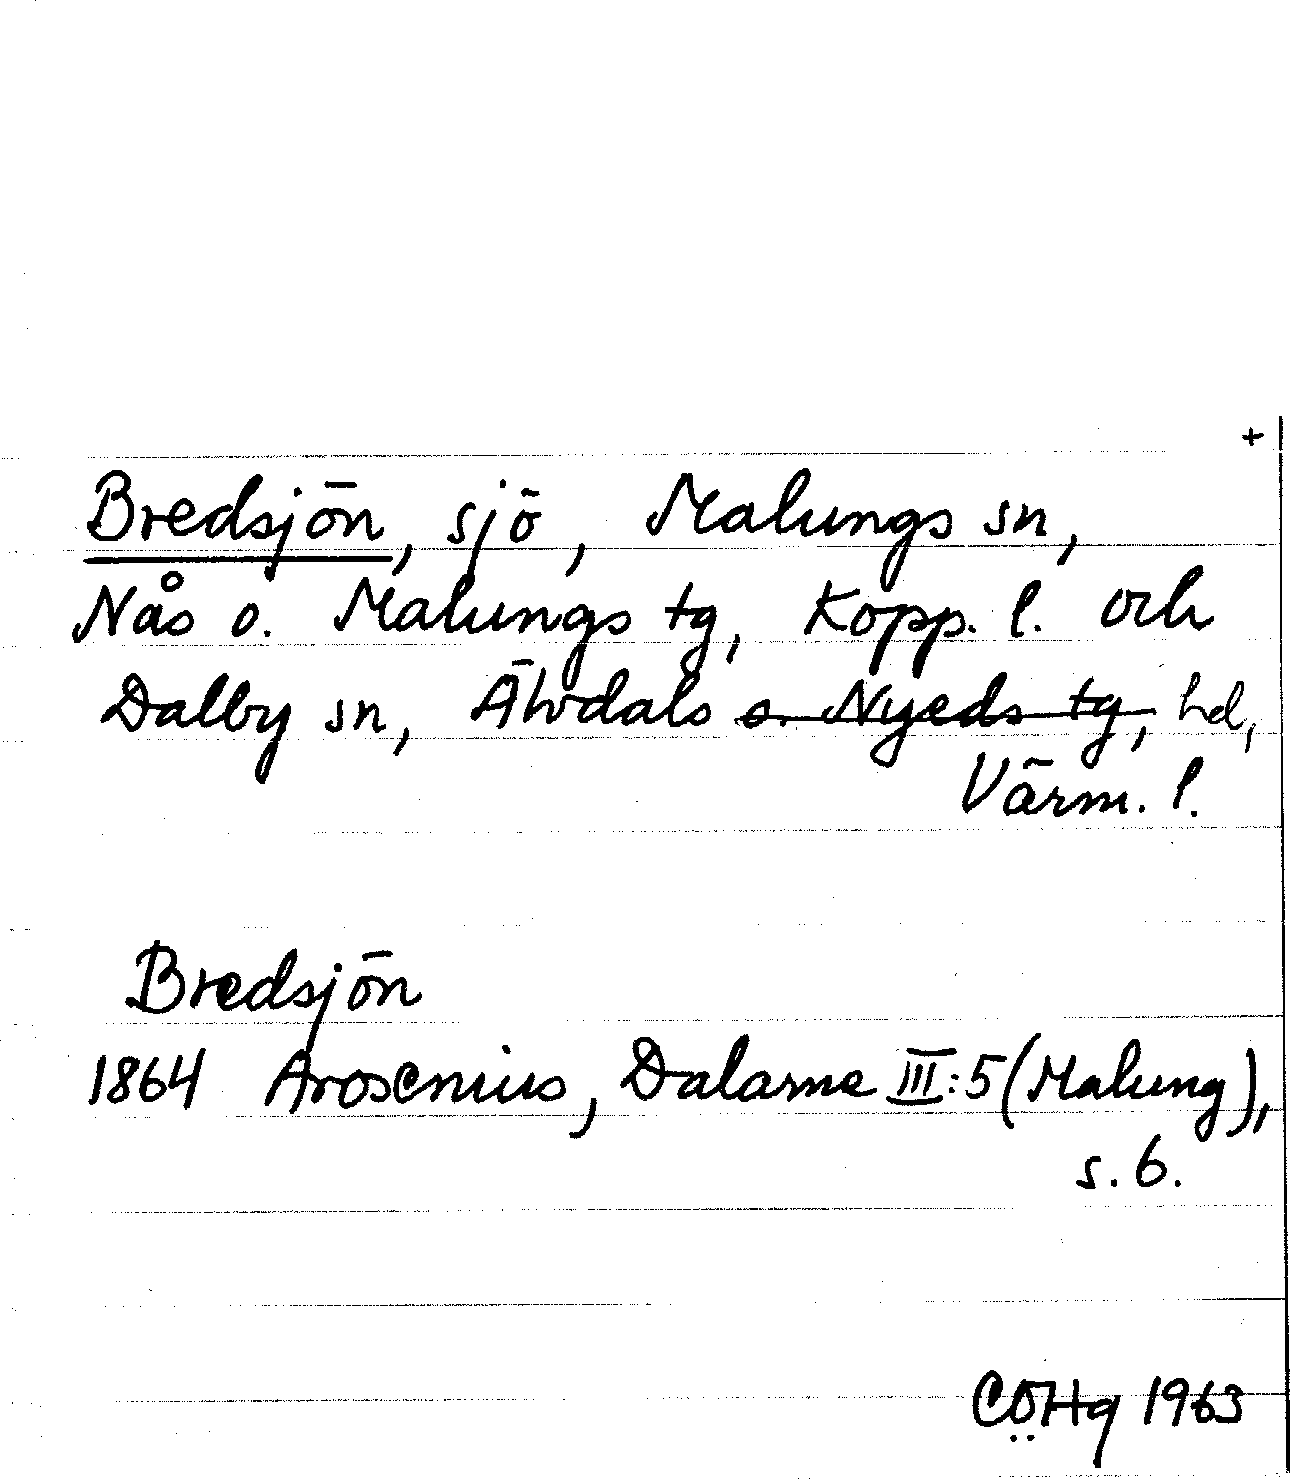 +
Bredsjön, sjö, Malungs sn,
Nås o. Malungs tg, Kopp. l. och
Dalby sn, Älvdals o. Nyeds tg, hd,
Värm. l.
Bredsjön
1864 Arosenius, Dalarne III:5 (Malung),
s. 6.
CÖHg 1963